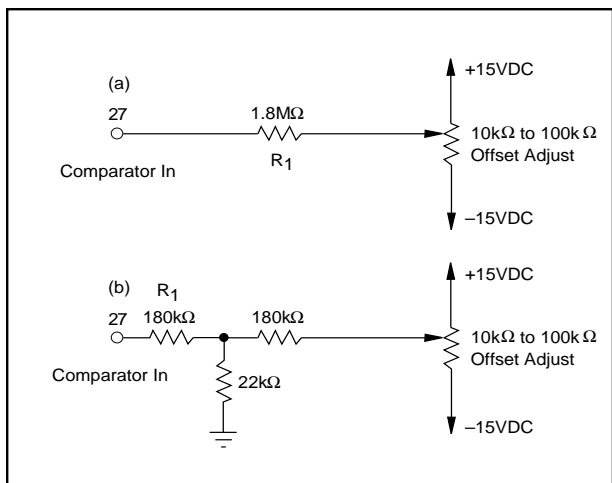 (a)
+15VDC
27
1.8MΩ
R1
10kΩ to 100k Ω
Offset Adjust
Comparator In
–15VDC
(b)
+15VDC
R1
27
180kΩ
180kΩ
10kΩ to 100k Ω
Offset Adjust
Comparator In
22kΩ
–15VDC